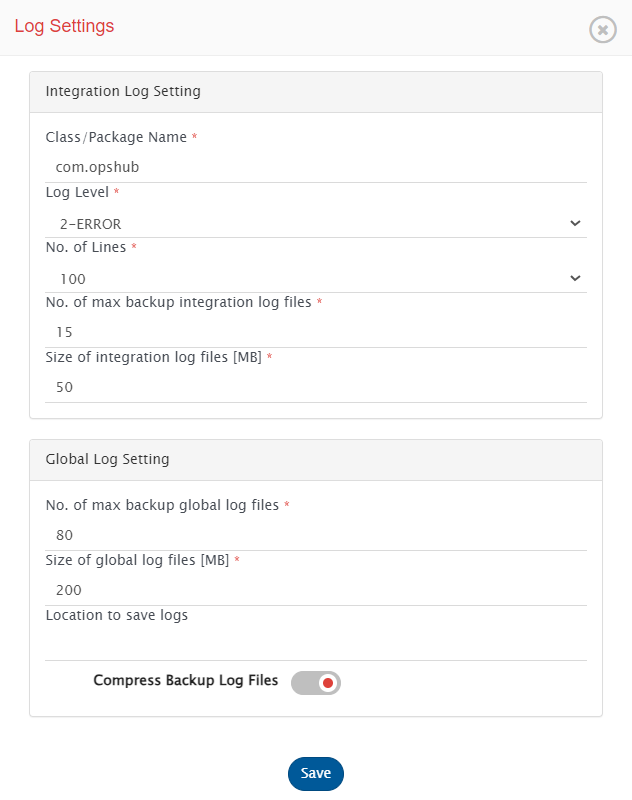 Log Settings
Integration Log Setting
Class/Package Name *
com.opshub
Log Level *
2-ERROR
No. of Lines *
100
No. of max backup integration log files *
15
Size of integration log files [MB] *
50
Global Log Setting
No. of max backup global log files *
80
Size of global log files [MB] *
200
Location to save logs
Compress Backup Log Files
Save